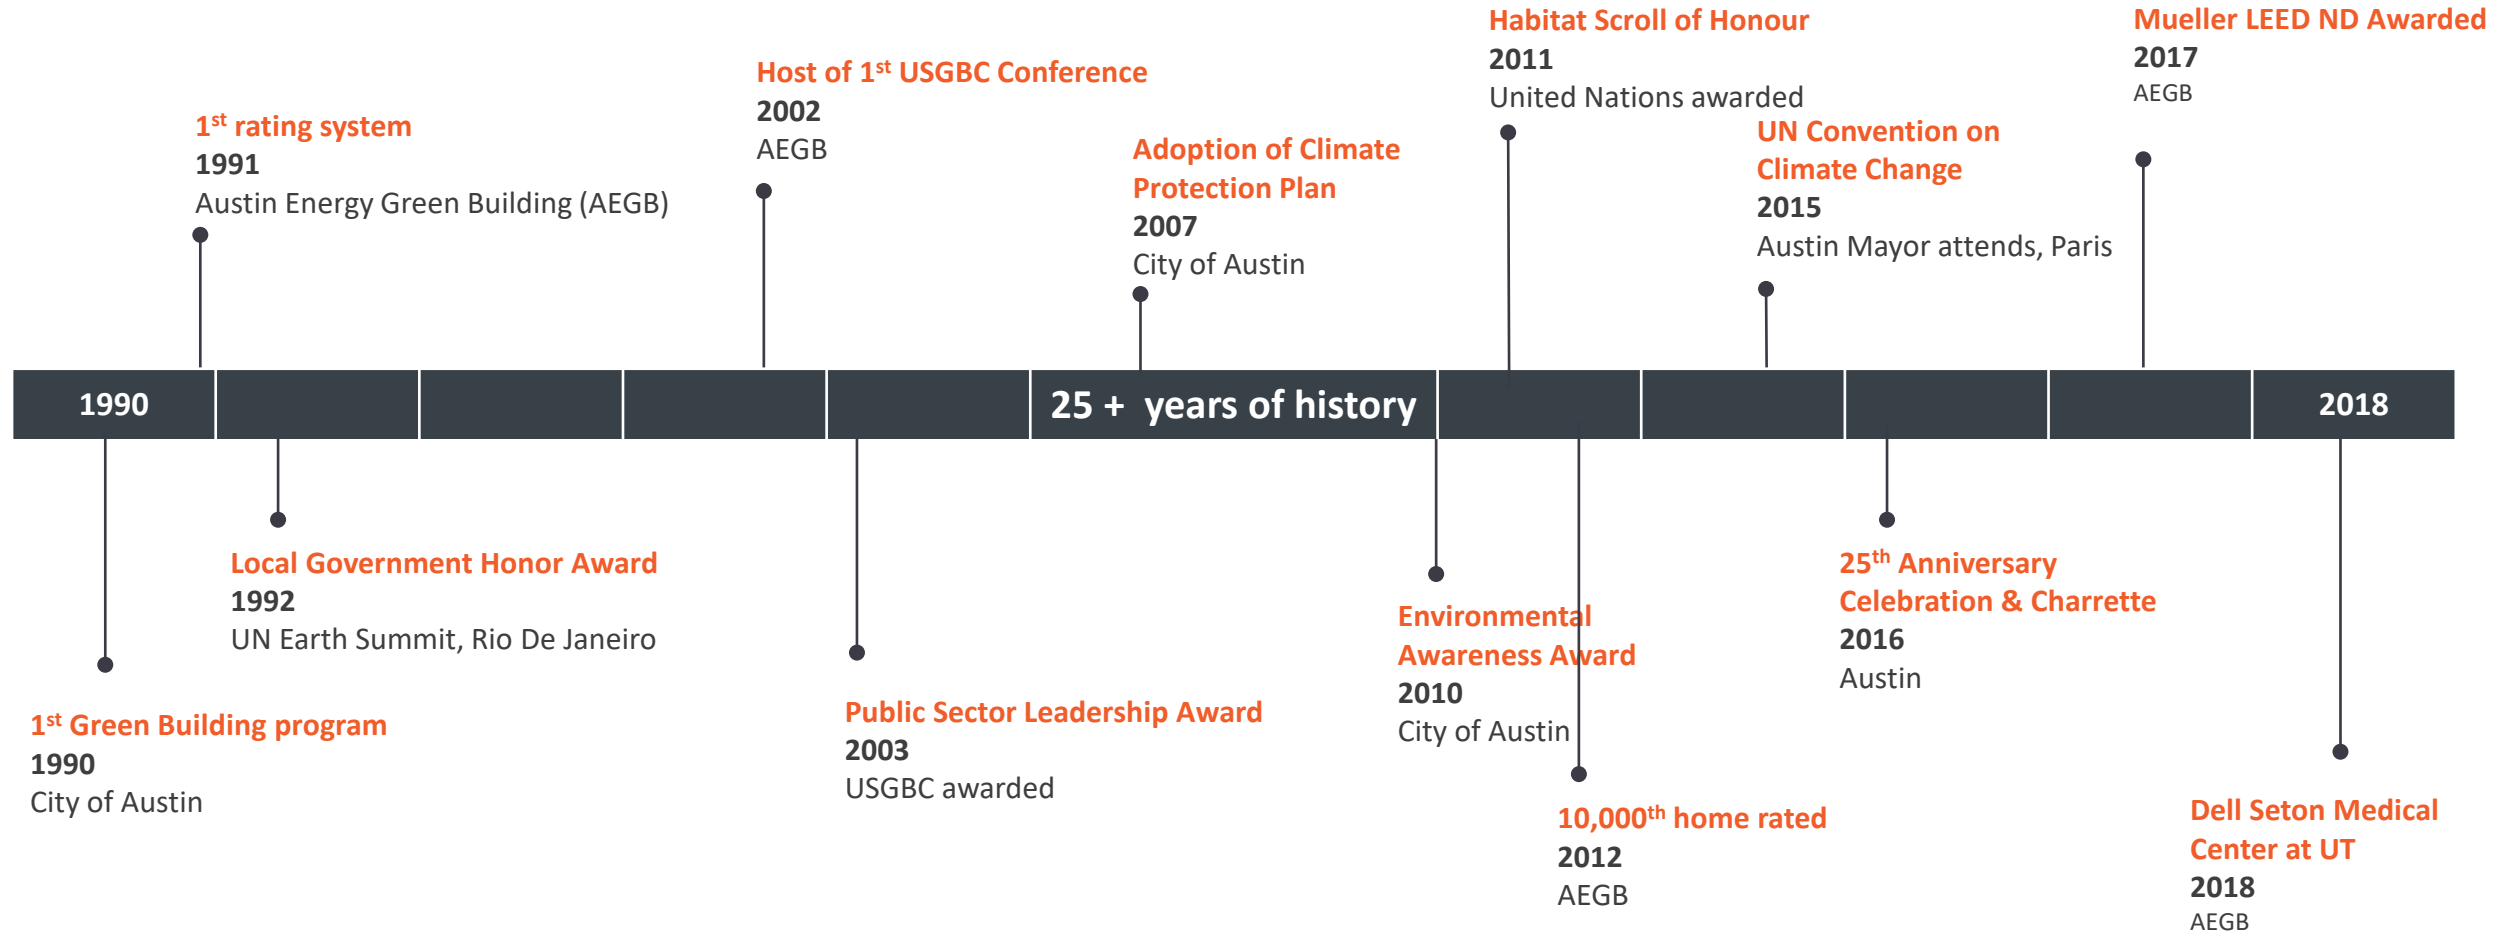 Habitat Scroll of Honour
2011
United Nations awarded
Mueller LEED ND Awarded
2017
AEGB
Host of 1st USGBC Conference
2002
AEGB
1st rating system
1991
Austin Energy Green Building (AEGB)
Adoption of Climate
Protection Plan
2007
City of Austin
UN Convention on
Climate Change
2015
Austin Mayor attends, Paris
1990
25 + years of history
2018
Local Government Honor Award
1992
UN Earth Summit, Rio De Janeiro
25th Anniversary
Celebration & Charrette
2016
Austin
Environmental
Awareness Award
2010
City of Austin
1st Green Building program
1990
City of Austin
Public Sector Leadership Award
2003
USGBC awarded
10,000th home rated
2012
AEGB
Dell Seton Medical
Center at UT
2018
AEGB